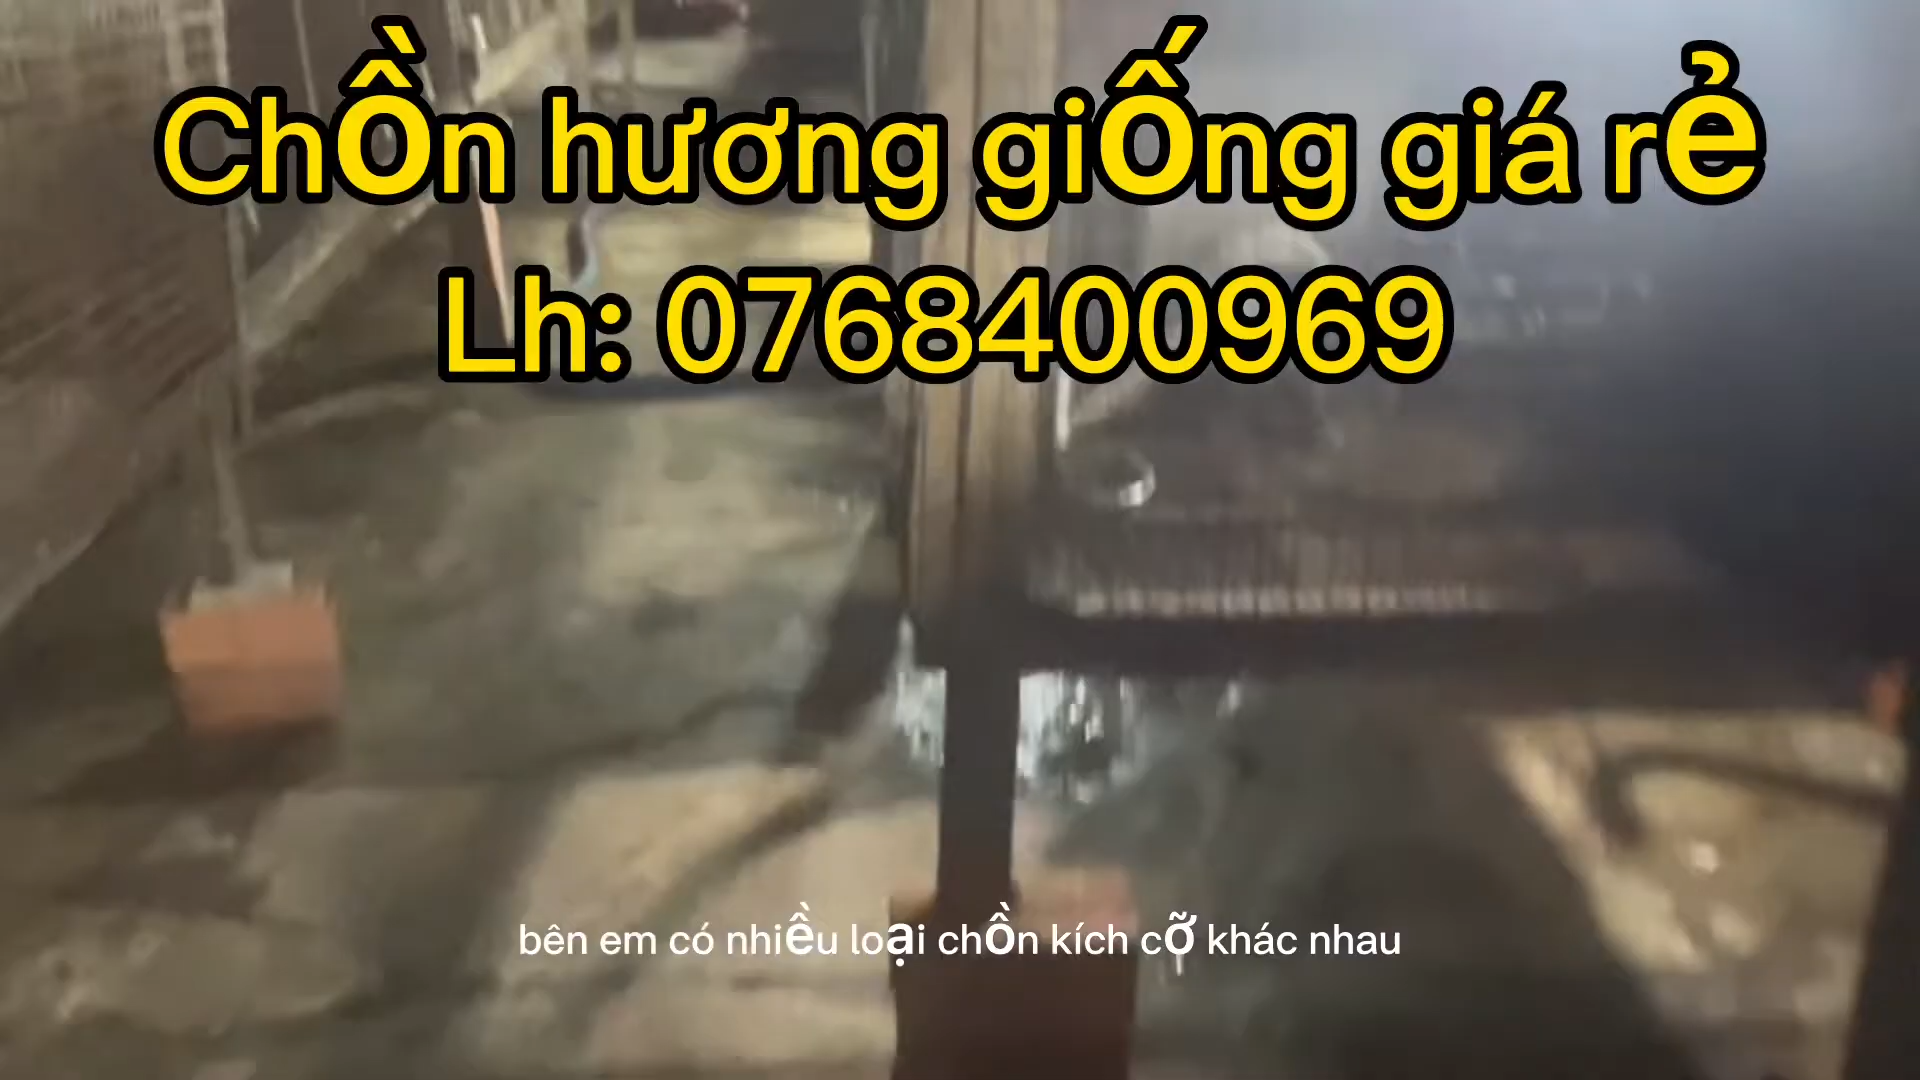 Chồn hương giống giá rẻ
Lh: 0768400969
bên em có nhiều loại chồn kích cỡ khác nhau